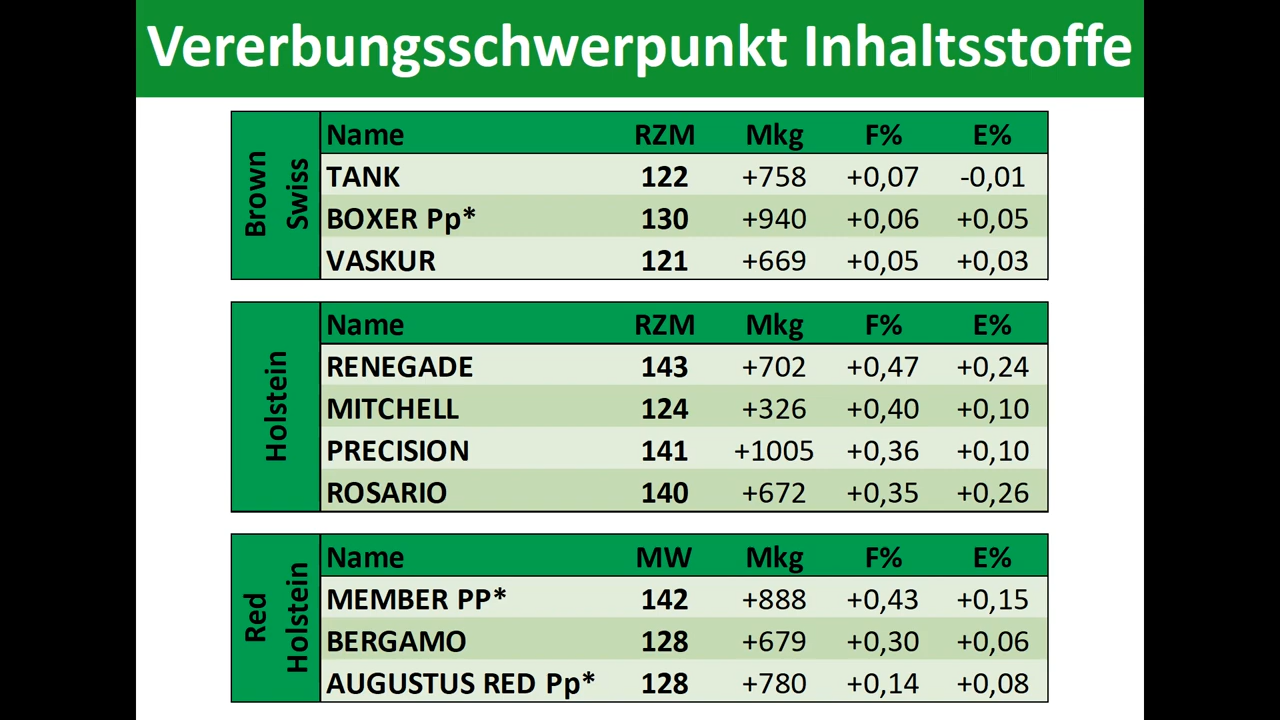 Vererbungsschwerpunkt Inhaltsstoffe
Brown
Swiss
Name RZM Mkg F% E%
TANK 122 +758 +0,07 -0,01
BOXER Pp* 130 +940 +0,06 +0,05
VASKUR 121 +669 +0,05 +0,03
Holstein
Name RZM Mkg F% E%
RENEGADE 143 +702 +0,47 +0,24
MITCHELL 124 +326 +0,40 +0,10
PRECISION 141 +1005 +0,36 +0,10
ROSARIO 140 +672 +0,35 +0,26
Red
Holstein
Name MW Mkg F% E%
MEMBER PP* 142 +888 +0,43 +0,15
BERGAMO 128 +679 +0,30 +0,06
AUGUSTUS RED Pp* 128 +780 +0,14 +0,08